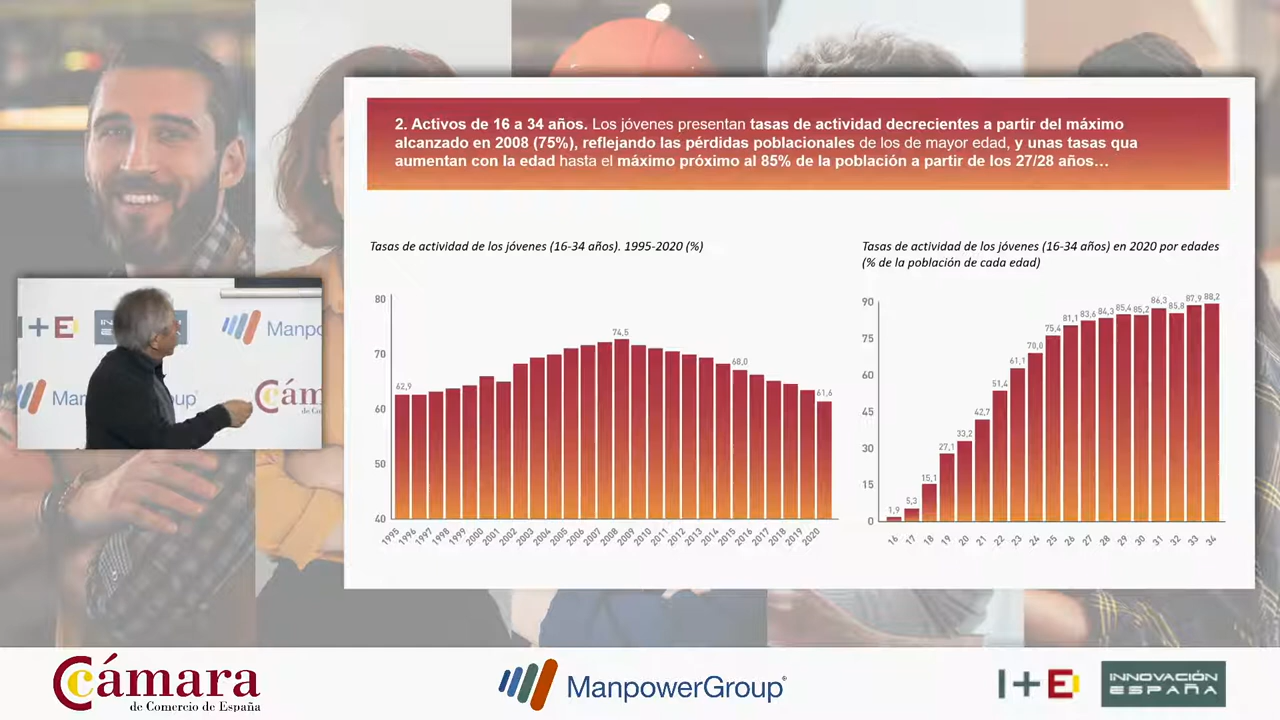 2. Activos de 16 a 34 años. Los jóvenes presentan tasas de actividad decrecientes a partir del máximo
alcanzado en 2008 (75%), reflejando las pérdidas poblacionales de los de mayor edad, y unas tasas qua
aumentan con la edad hasta el máximo próximo al 85% de la población a partir de los 27/28 años…
Tasas de actividad de los jóvenes (16-34 años). 1995-2020 (%)
80
70
60
50
40
62,9
74,5
68,0
61,6
1995 1996 1997 1998 1999 2000 2001 2002 2003 2004 2005 2006 2007 2008 2009 2010 2011 2012 2013 2014 2015 2016 2017 2018 2019 2020
Tasas de actividad de los jóvenes (16-34 años) en 2020 por edades
(% de la población de cada edad)
90
75
60
45
30
15
0
1,9 5,3 15,1 27,1 33,2 42,7 51,4 61,1 70,0 75,4 81,1 83,6 84,3 85,4 85,2 86,3 85,8 87,9 88,2
16 17 18 19 20 21 22 23 24 25 26 27 28 29 30 31 32 33 34
I+E
Manpo
Man
oup
Cám
de Co
Cámara
de Comercio de España
ManpowerGroup®
I+E
INNOVACIÓN
ESPAÑA